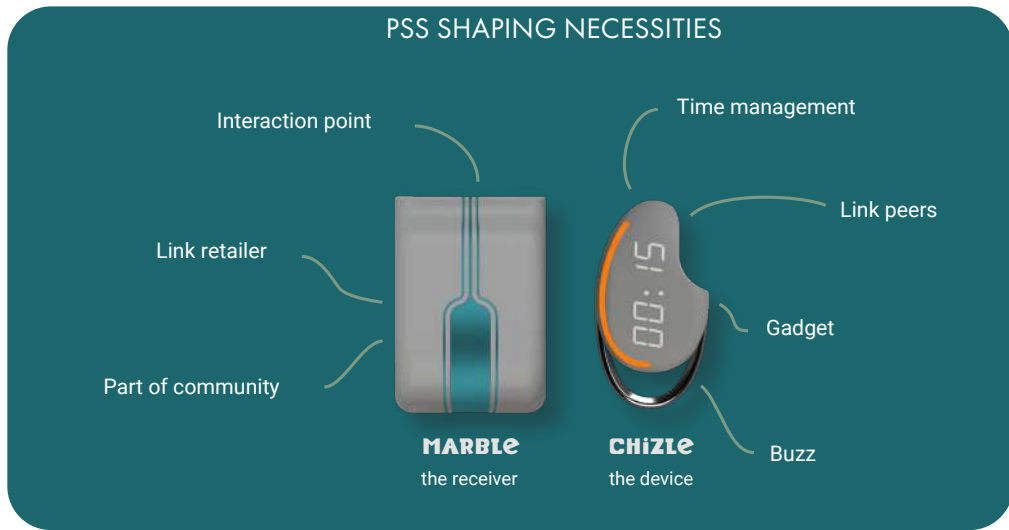 PSS SHAPING NECESSITIES
Interaction point
Time management
Link peers
Link retailer
00:15
Gadget
Part of community
MARBLe
CHiZLe
Buzz
the receiver
the device